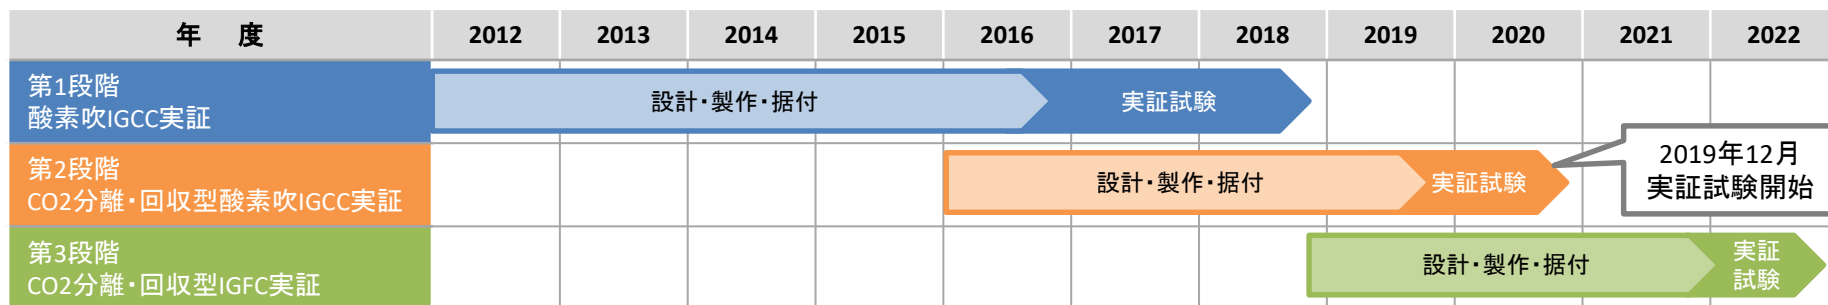 年 度 2012 2013 2014 2015 2016 2017 2018 2019 2020 2021 2022
第1段階
酸素吹IGCC実証
設計・製作・据付
実証試験
第2段階
CO2分離・回収型酸素吹IGCC実証
設計・製作・据付
実証試験
2019年12月
実証試験開始
第3段階
CO2分離・回収型IGFC実証
設計・製作・据付
実証
試験